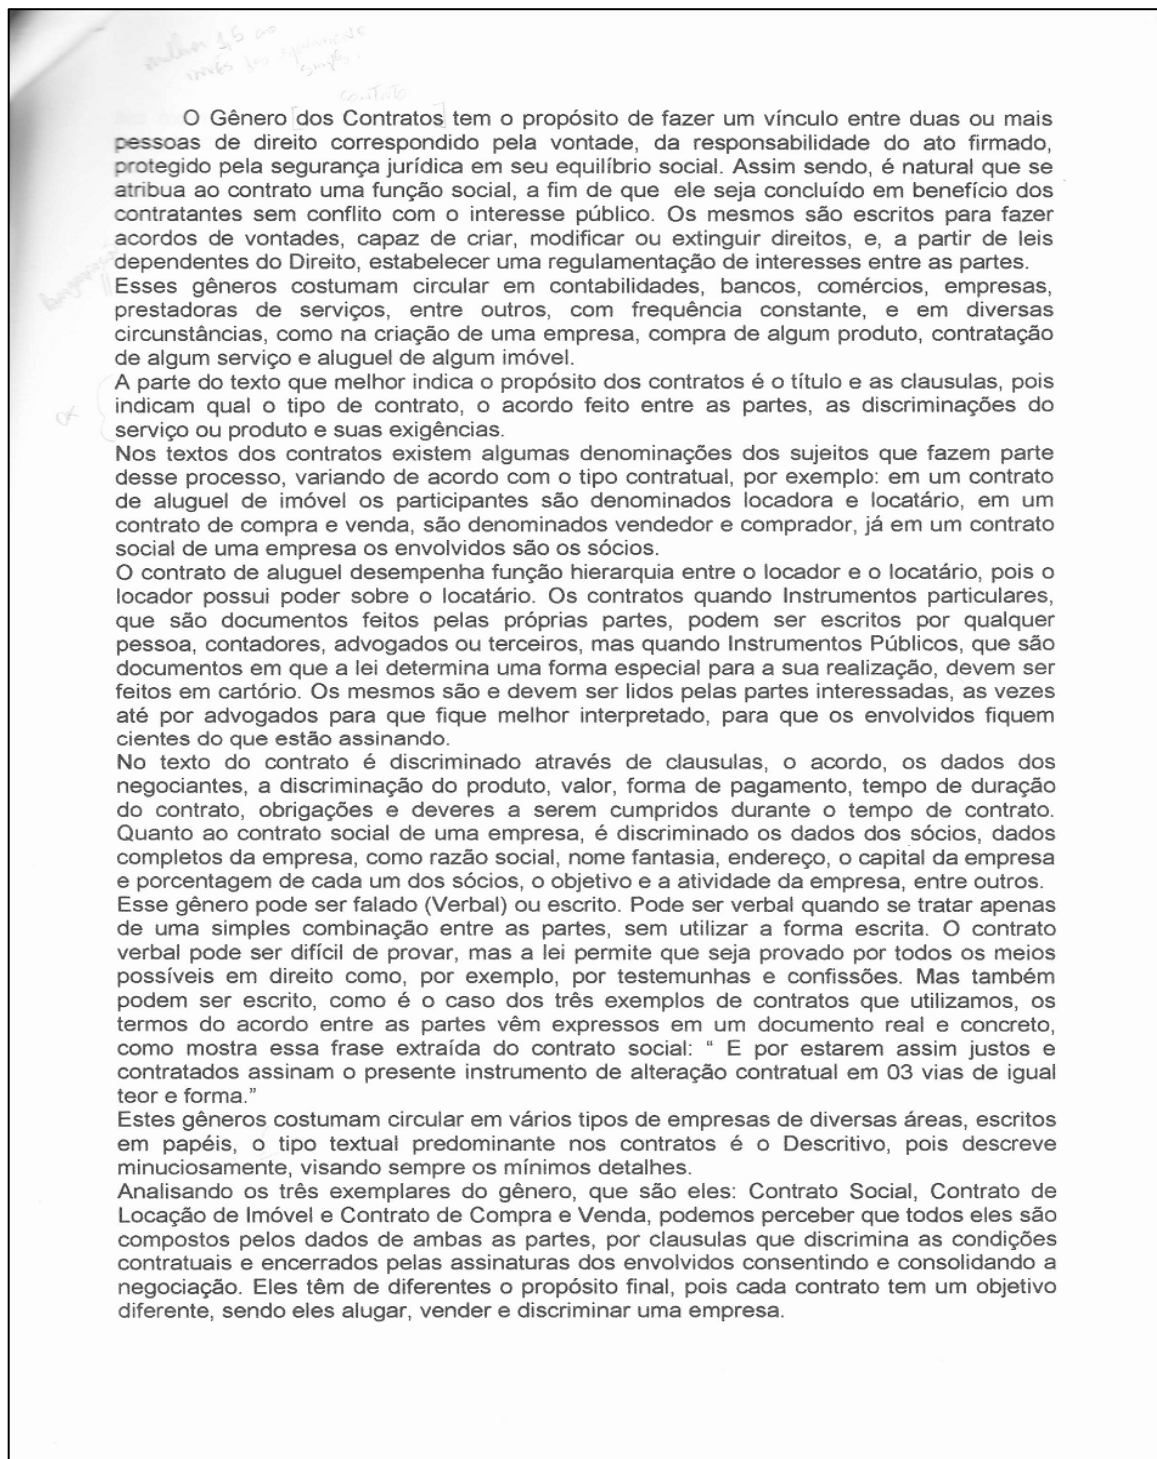 melhor 1,5 ao
invés do espaçamento
simples.
contrato
O Gênero [dos Contratos] tem o propósito de fazer um vínculo entre duas ou mais
pessoas de direito correspondido pela vontade, da responsabilidade do ato firmado,
protegido pela segurança jurídica em seu equilíbrio social. Assim sendo, é natural que se
atribua ao contrato uma função social, a fim de que ele seja concluído em benefício dos
contratantes sem conflito com o interesse público. Os mesmos são escritos para fazer
acordos de vontades, capaz de criar, modificar ou extinguir direitos, e, a partir de leis
dependentes do Direito, estabelecer uma regulamentação de interesses entre as partes.
Esses gêneros costumam circular em contabilidades, bancos, comércios, empresas,
prestadoras de serviços, entre outros, com frequência constante, e em diversas
circunstâncias, como na criação de uma empresa, compra de algum produto, contratação
de algum serviço e aluguel de algum imóvel.
A parte do texto que melhor indica o propósito dos contratos é o título e as clausulas, pois
indicam qual o tipo de contrato, o acordo feito entre as partes, as discriminações do
serviço ou produto e suas exigências.
Nos textos dos contratos existem algumas denominações dos sujeitos que fazem parte
desse processo, variando de acordo com o tipo contratual, por exemplo: em um contrato
de aluguel de imóvel os participantes são denominados locadora e locatário, em um
contrato de compra e venda, são denominados vendedor e comprador, já em um contrato
social de uma empresa os envolvidos são os sócios.
O contrato de aluguel desempenha função hierarquia entre o locador e o locatário, pois o
locador possui poder sobre o locatário. Os contratos quando Instrumentos particulares,
que são documentos feitos pelas próprias partes, podem ser escritos por qualquer
pessoa, contadores, advogados ou terceiros, mas quando Instrumentos Públicos, que são
documentos em que a lei determina uma forma especial para a sua realização, devem ser
feitos em cartório. Os mesmos são e devem ser lidos pelas partes interessadas, as vezes
até por advogados para que fique melhor interpretado, para que os envolvidos fiquem
cientes do que estão assinando.
No texto do contrato é discriminado através de clausulas, o acordo, os dados dos
negociantes, a discriminação do produto, valor, forma de pagamento, tempo de duração
do contrato, obrigações e deveres a serem cumpridos durante o tempo de contrato.
Quanto ao contrato social de uma empresa, é discriminado os dados dos sócios, dados
completos da empresa, como razão social, nome fantasia, endereço, o capital da empresa
e porcentagem de cada um dos sócios, o objetivo e a atividade da empresa, entre outros.
Esse gênero pode ser falado (Verbal) ou escrito. Pode ser verbal quando se tratar apenas
de uma simples combinação entre as partes, sem utilizar a forma escrita. O contrato
verbal pode ser difícil de provar, mas a lei permite que seja provado por todos os meios
possíveis em direito como, por exemplo, por testemunhas e confissões. Mas também
podem ser escrito, como é o caso dos três exemplos de contratos que utilizamos, os
termos do acordo entre as partes vêm expressos em um documento real e concreto,
como mostra essa frase extraída do contrato social: “ E por estarem assim justos e
contratados assinam o presente instrumento de alteração contratual em 03 vias de igual
teor e forma.”
Estes gêneros costumam circular em vários tipos de empresas de diversas áreas, escritos
em papéis, o tipo textual predominante nos contratos é o Descritivo, pois descreve
minuciosamente, visando sempre os mínimos detalhes.
Analisando os três exemplares do gênero, que são eles: Contrato Social, Contrato de
Locação de Imóvel e Contrato de Compra e Venda, podemos perceber que todos eles são
compostos pelos dados de ambas as partes, por clausulas que discrimina as condições
contratuais e encerrados pelas assinaturas dos envolvidos consentindo e consolidando a
negociação. Eles têm de diferentes o propósito final, pois cada contrato tem um objetivo
diferente, sendo eles alugar, vender e discriminar uma empresa.